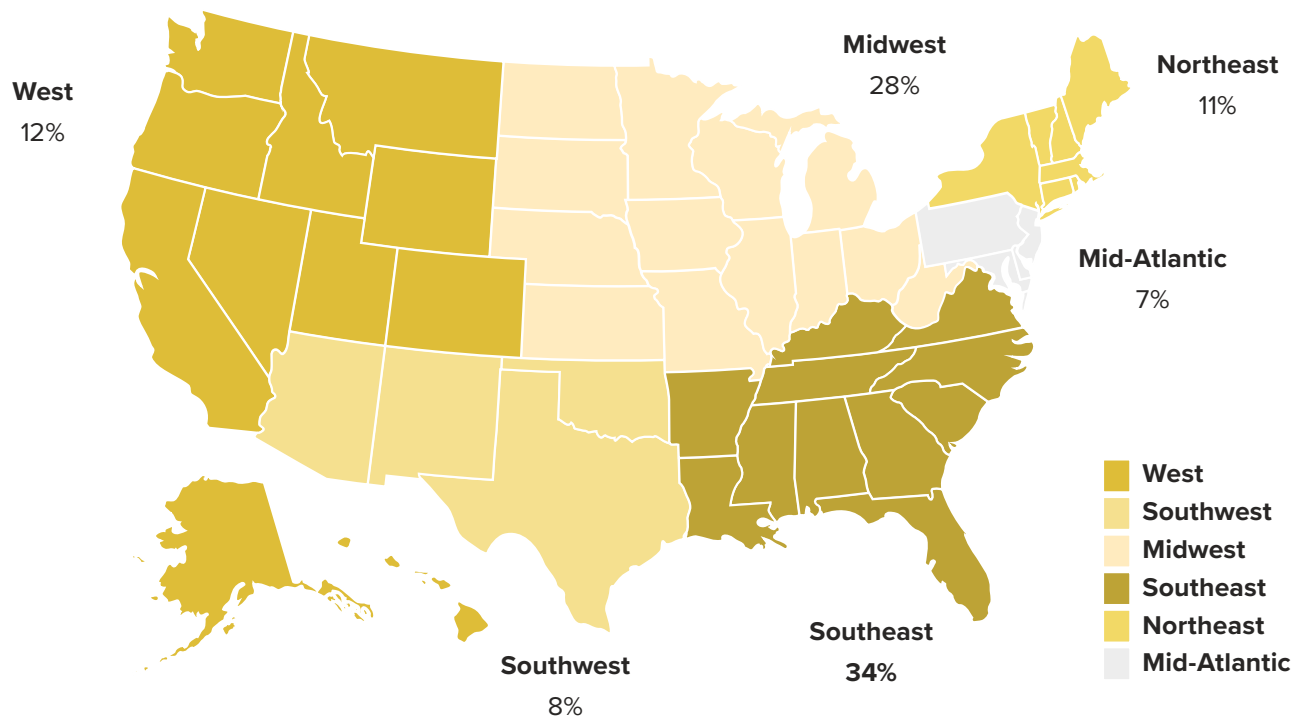 Midwest
28%
Northeast
11%
West
12%
Mid-Atlantic
7%
Southeast
34%
Southwest
8%
West
Southwest
Midwest
Southeast
Northeast
Mid-Atlantic